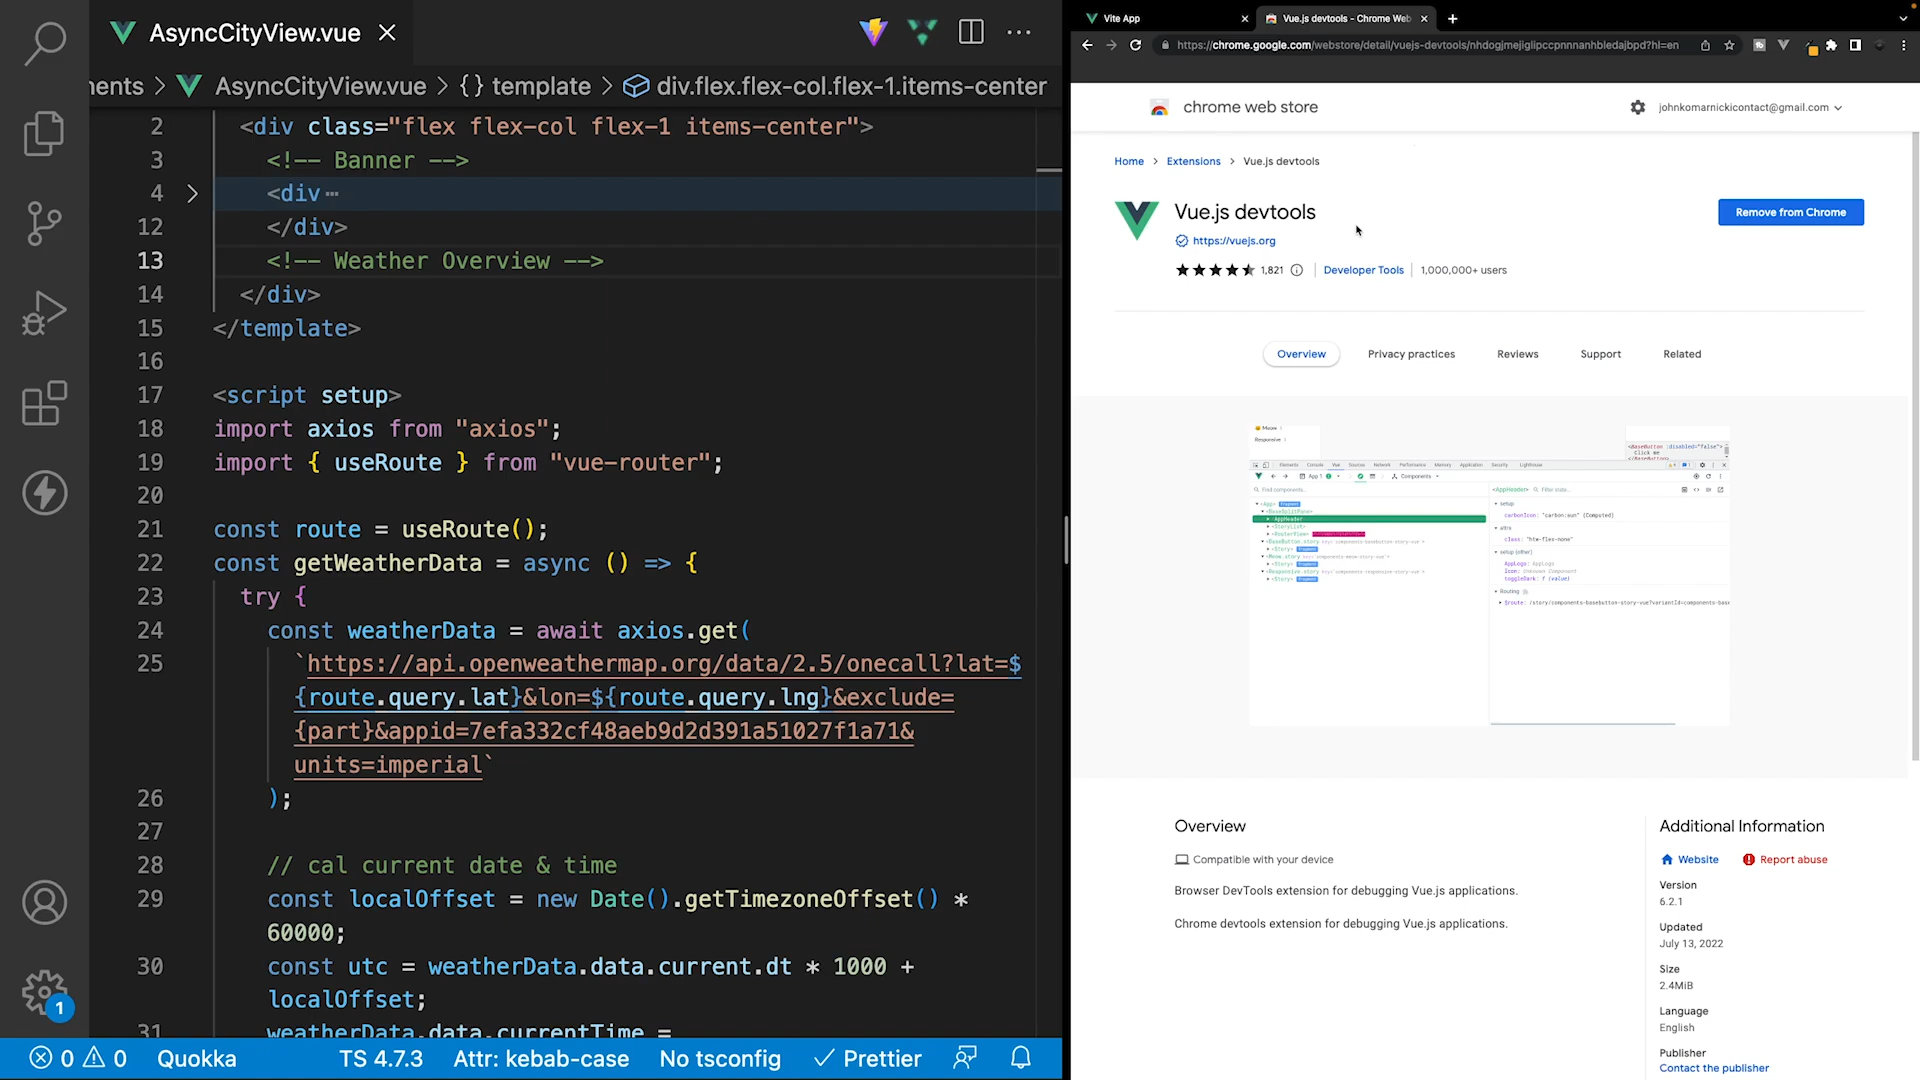 AsyncCityView.vue
nents > AsyncCityView.vue > {} template > div.flex.flex-col.flex-1.items-center
2 <div class="flex flex-col flex-1 items-center">
3 <!-- Banner -->
4 <div…
12 </div>
13 <!-- Weather Overview -->
14 </div>
15 </template>
16
17 <script setup>
18 import axios from "axios";
19 import { useRoute } from "vue-router";
20
21 const route = useRoute();
22 const getWeatherData = async () => {
23 try {
24 const weatherData = await axios.get(
25 `https://api.openweathermap.org/data/2.5/onecall?lat=$
{route.query.lat}&lon=${route.query.lng}&exclude=
{part}&appid=7efa332cf48aeb9d2d391a51027f1a71&
units=imperial`
26 );
27
28 // cal current date & time
29 const localOffset = new Date().getTimezoneOffset() *
60000;
30 const utc = weatherData.data.current.dt * 1000 +
localOffset;
31 weatherData.data.currentTime =
1
0 0 Quokka TS 4.7.3 Attr: kebab-case No tsconfig Prettier
Vite App
Vue.js devtools - Chrome Web
https://chrome.google.com/webstore/detail/vuejs-devtools/nhdogjmejiglipccpnnnanhbledajbpd?hl=en
chrome web store
johnkomarnickicontact@gmail.com
Home > Extensions > Vue.js devtools
Vue.js devtools
Remove from Chrome
https://vuejs.org
1,821 Developer Tools 1,000,000+ users
Overview Privacy practices Reviews Support Related
Overview
Compatible with your device
Browser DevTools extension for debugging Vue.js applications.
Chrome devtools extension for debugging Vue.js applications.
Additional Information
Website Report abuse
Version
6.2.1
Updated
July 13, 2022
Size
2.4MiB
Language
English
Publisher
Contact the publisher